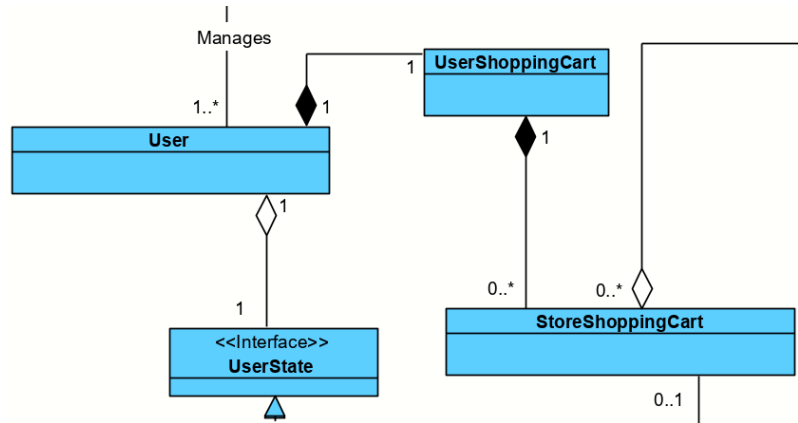 Manages
1..*
1
1
UserShoppingCart
User
1
1
0..*
0..*
1
<<Interface>>
UserState
StoreShoppingCart
0..1